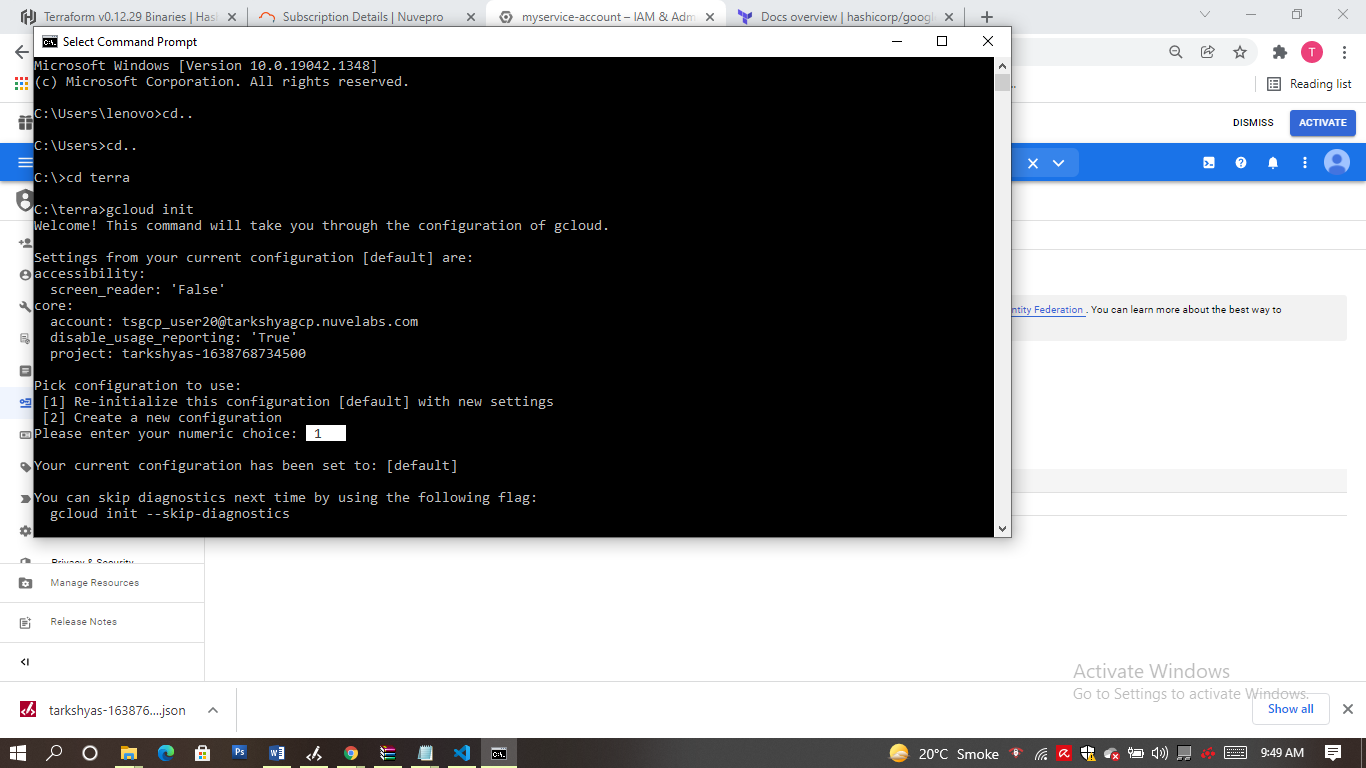 Terraform v0.12.29 Binaries | Has
Subscription Details | Nuvepro
myservice-account – IAM & Adm
Docs overview | hashicorp/googl
T
Reading list
Select Command Prompt
Microsoft Windows [Version 10.0.19042.1348]
(c) Microsoft Corporation. All rights reserved.
C:\Users\lenovo>cd..
C:\Users>cd..
C:\>cd terra
C:\terra>gcloud init
Welcome! This command will take you through the configuration of gcloud.
Settings from your current configuration [default] are:
accessibility:
screen_reader: 'False'
core:
account: tsgcp_user20@tarkshyagcp.nuvelabs.com
disable_usage_reporting: 'True'
project: tarkshyas-1638768734500
Pick configuration to use:
[1] Re-initialize this configuration [default] with new settings
[2] Create a new configuration
Please enter your numeric choice: 1
Your current configuration has been set to: [default]
You can skip diagnostics next time by using the following flag:
gcloud init --skip-diagnostics
DISMISS
ACTIVATE
ntity Federation . You can learn more about the best way to
Privacy & Security
Manage Resources
Release Notes
Activate Windows
Go to Settings to activate Windows.
tarkshyas-163876....json
Show all
Ps
20°C Smoke
9:49 AM